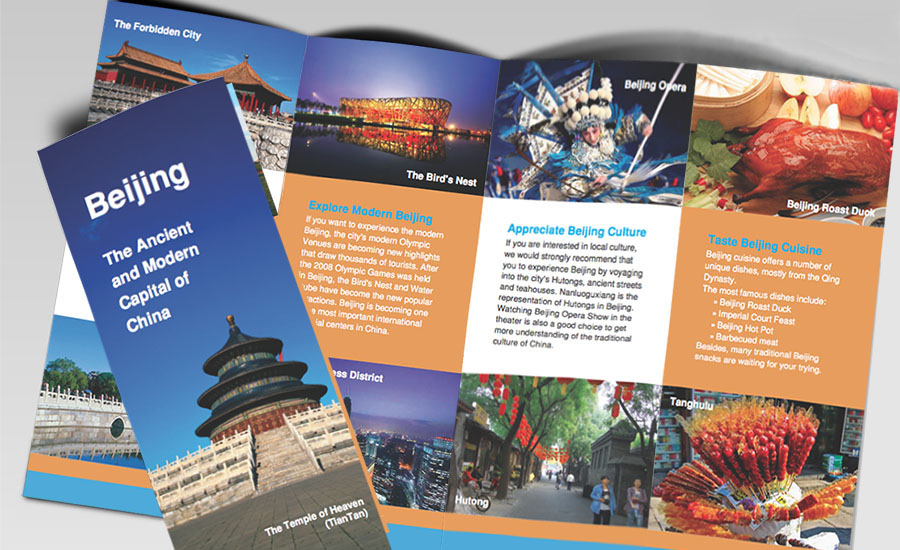 Beijing
The Ancient
and Modern
Capital of
China
The Temple of Heaven
(TianTan)
The Forbidden City
The Bird's Nest
Explore Modern Beijing
If you want to experience the modern
Beijing, the city's modern Olympic
Venues are becoming new highlights
that draw thousands of tourists. After
the 2008 Olympic Games was held
in Beijing, the Bird's Nest and Water
ube have become the new popular
ractions. Beijing is becoming one
e most important international
ial centers in China.
ess District
Beijing Opera
Appreciate Beijing Culture
If you are interested in local culture,
we would strongly recommend that
you to experience Beijing by voyaging
into the city's Hutongs, ancient streets
and teahouses. Nanluoguxiang is the
representation of Hutongs in Beijing.
Watching Beijing Opera Show in the
theater is also a good choice to get
more understanding of the traditional
culture of China.
Hutong
Beijing Roast Duck
Taste Beijing Cuisine
Beijing cuisine offers a number of
unique dishes, mostly from the Qing
Dynasty.
The most famous dishes include:
» Beijing Roast Duck
» Imperial Court Feast
» Beijing Hot Pot
» Barbecued meat
Besides, many traditional Beijing
snacks are waiting for your trying.
Tanghulu